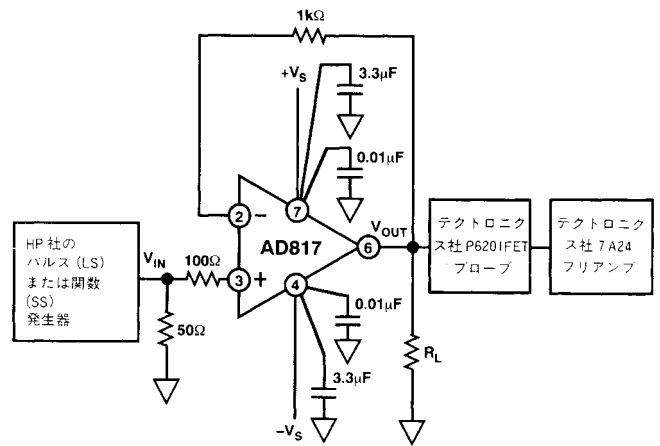 1kΩ
+VS
3.3μF
0.01μF
2
−
7
VOUT
6
AD817
HP 社の
パルス (LS)
または関数
(SS)
発生器
VIN
100Ω
3
+
4
50Ω
0.01μF
3.3μF
−VS
RL
テクトロニク
ス社 P6201FET
プローブ
テクトロニク
ス社 7A24
プリアンプ